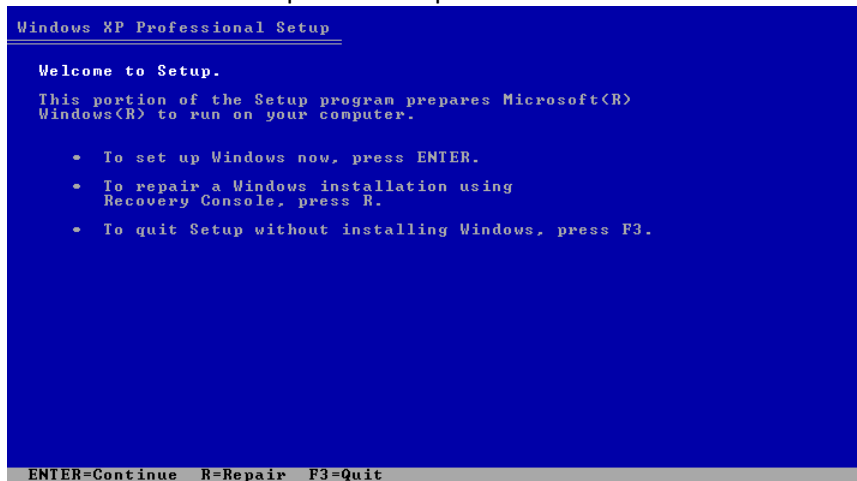 Windows XP Professional Setup
Welcome to Setup.
This portion of the Setup program prepares Microsoft(R)
Windows(R) to run on your computer.
• To set up Windows now, press ENTER.
• To repair a Windows installation using
Recovery Console, press R.
• To quit Setup without installing Windows, press F3.
ENTER=Continue R=Repair F3=Quit